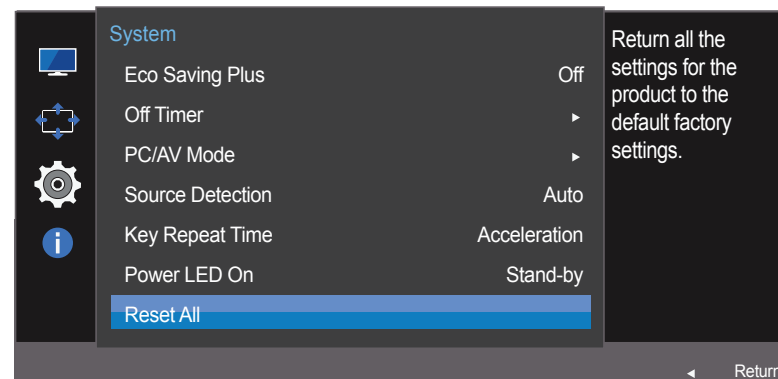 System
Eco Saving Plus Off
Off Timer ▸
PC/AV Mode ▸
Source Detection Auto
Key Repeat Time Acceleration
Power LED On Stand-by
Reset All
Return all the
settings for the
product to the
default factory
settings.
◂ Return